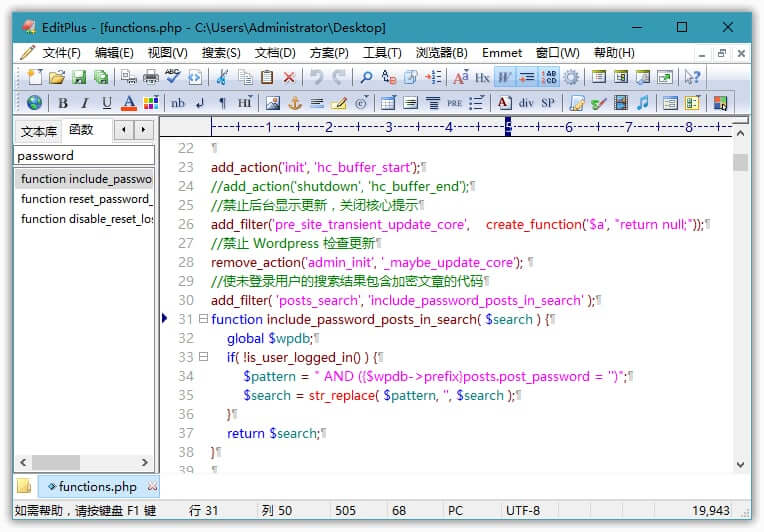 EditPlus - [functions.php - C:\Users\Administrator\Desktop]
文件(F) 编辑(E) 视图(V) 搜索(S) 文档(D) 方案(P) 工具(T) 浏览器(B) Emmet 窗口(W) 帮助(H)
B I U A nb ¶ HI PRE A div SP
文本库 函数
password
function include_passwo
function reset_password_
function disable_reset_los
1 2 3 4 5 6 7 8
22 ¶
23 add_action('init', 'hc_buffer_start');¶
24 //add_action('shutdown', 'hc_buffer_end');¶
25 //禁止后台显示更新，关闭核心提示¶
26 add_filter('pre_site_transient_update_core', create_function('$a', "return null;"));¶
27 //禁止 Wordpress 检查更新¶
28 remove_action('admin_init', '_maybe_update_core'); ¶
29 //使未登录用户的搜索结果包含加密文章的代码¶
30 add_filter( 'posts_search', 'include_password_posts_in_search' );¶
31 function include_password_posts_in_search( $search ) {¶
32 global $wpdb;¶
33 if( !is_user_logged_in() ) {¶
34 $pattern = " AND ({$wpdb->prefix}posts.post_password = '')";¶
35 $search = str_replace( $pattern, '', $search );¶
36 }¶
37 return $search;¶
38 }¶
39 ¶
functions.php
如需帮助，请按键盘 F1 键 行 31 列 50 505 68 PC UTF-8 19,943